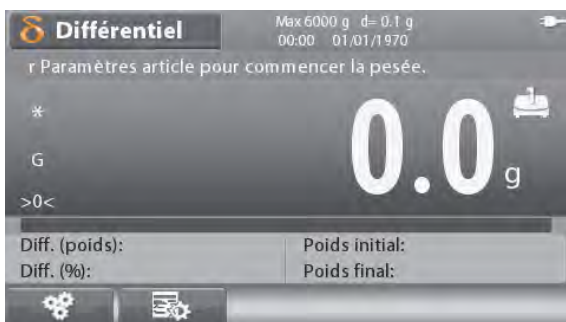 δ Différentiel
Max 6000 g d= 0.1 g
00:00 01/01/1970
r Paramètres article pour commencer la pesée.
*
0.0 g
G
>0<
Diff. (poids):
Poids initial:
Diff. (%):
Poids final: